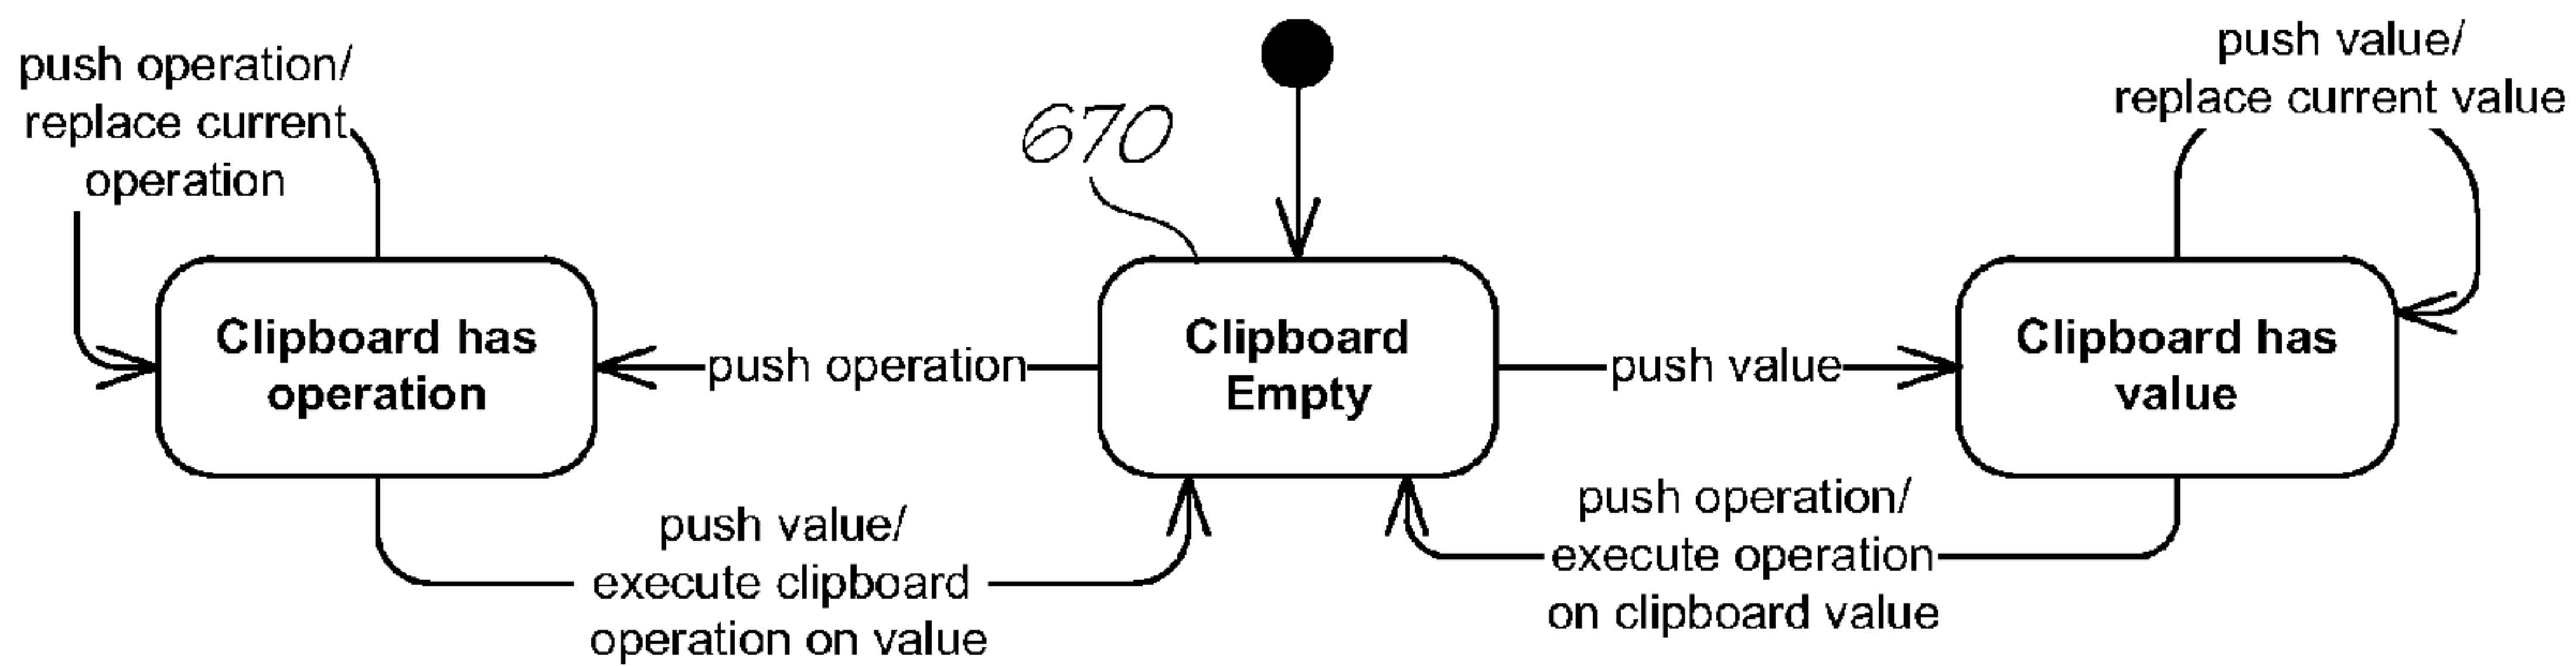 push operation/
replace current
operation
670
push value/
replace current value
Clipboard has
operation
push operation
Clipboard
Empty
push value
Clipboard has
value
push value/
execute clipboard
operation on value
push operation/
execute operation
on clipboard value